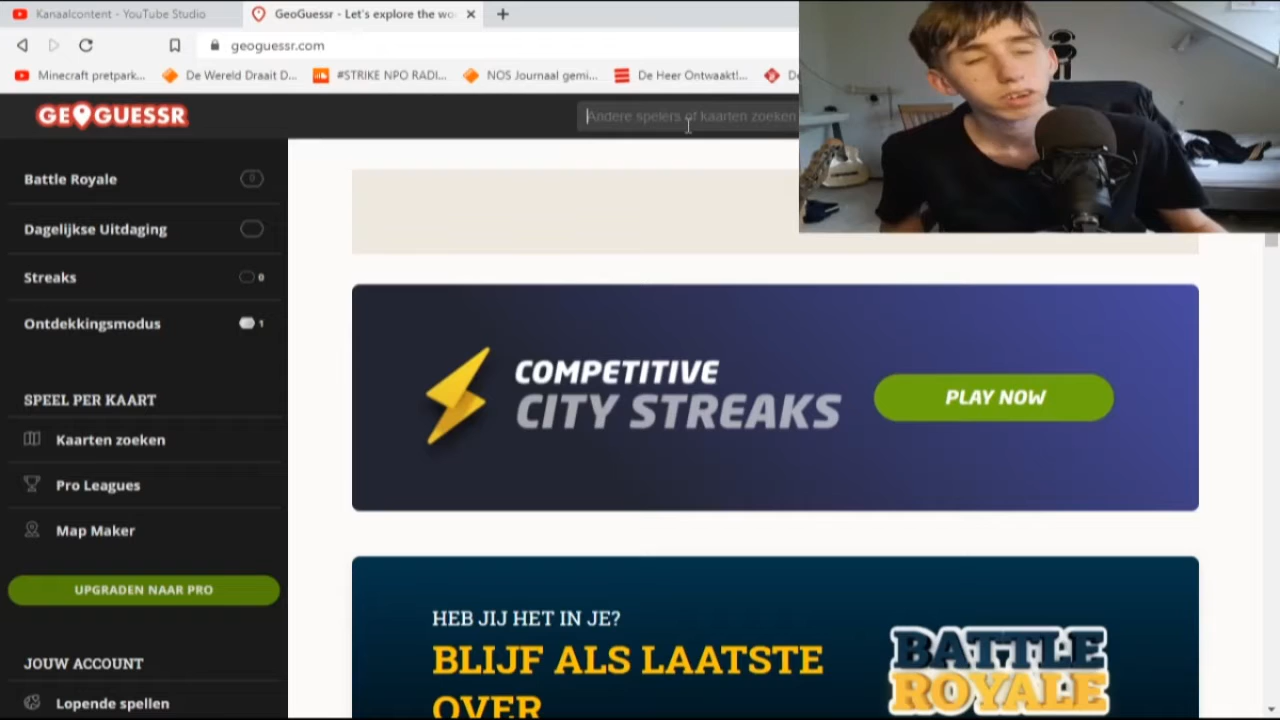 Kanaalcontent - YouTube Studio
GeoGuessr - Let's explore the wo
geoguessr.com
Minecraft pretpark...
De Wereld Draait D...
#STRIKE NPO RADI...
NOS Journaal gemi...
De Heer Ontwaakt!...
GEOGUESSR
Andere spelers of kaarten zoeken
Battle Royale 0
Dagelijkse Uitdaging
Streaks 0
Ontdekkingsmodus 1
SPEEL PER KAART
Kaarten zoeken
Pro Leagues
Map Maker
UPGRADEN NAAR PRO
JOUW ACCOUNT
Lopende spellen
COMPETITIVE
CITY STREAKS
PLAY NOW
HEB JIJ HET IN JE?
BLIJF ALS LAATSTE
OVER
BATTLE
ROYALE